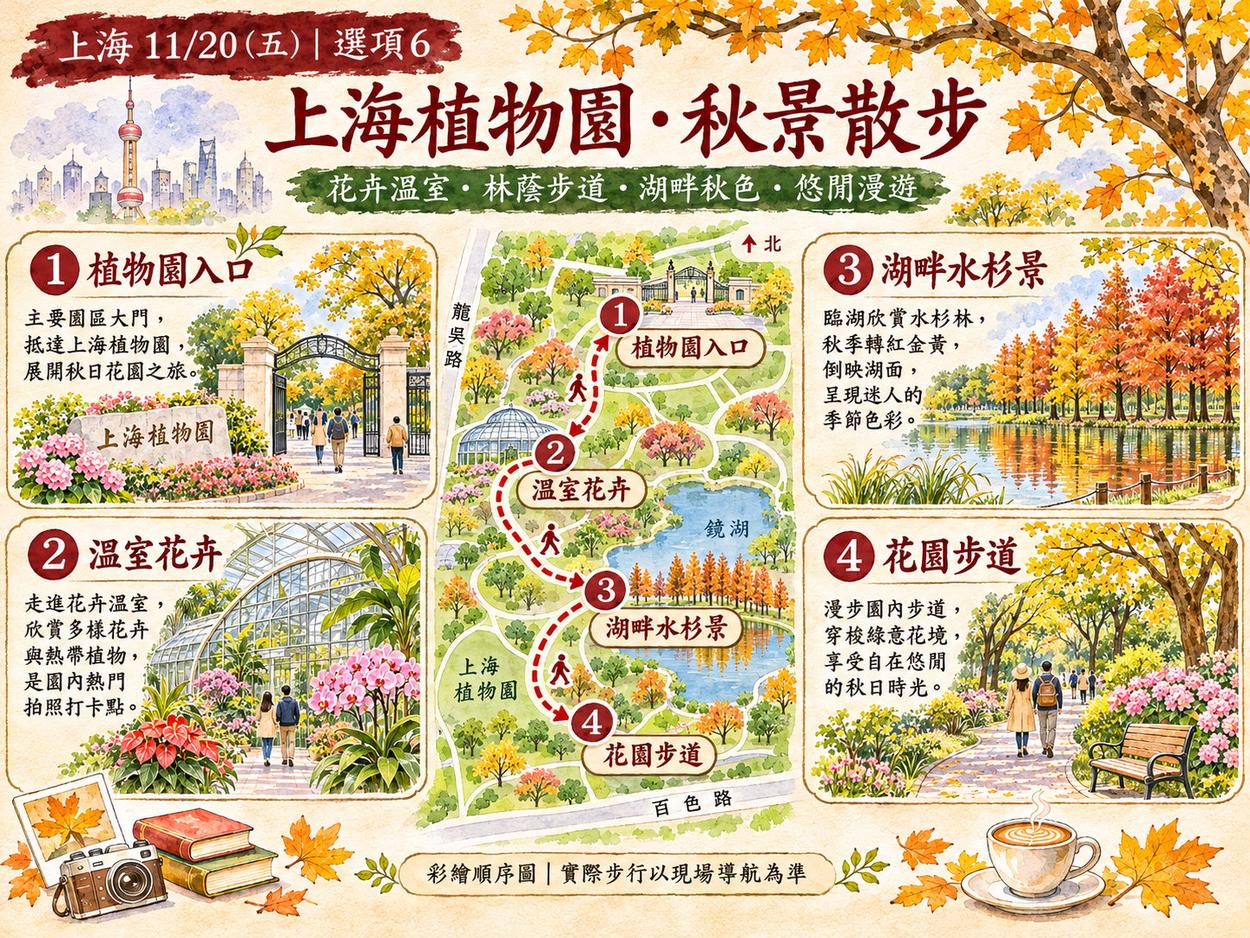 上海 11/20(五)｜選項6
上海植物園·秋景散步
花卉溫室·林蔭步道·湖畔秋色·悠閒漫遊
1 植物園入口
主要園區大門，
抵達上海植物園，
展開秋日花園之旅。
上海植物園
2 溫室花卉
走進花卉溫室，
欣賞多樣花卉
與熱帶植物，
是園內熱門
拍照打卡點。
北
龍吳路
1
植物園入口
2
溫室花卉
鏡湖
3
湖畔水杉景
上海
植物園
4
花園步道
百色路
3 湖畔水杉景
臨湖欣賞水杉林，
秋季轉紅金黃，
倒映湖面，
呈現迷人的
季節色彩。
4 花園步道
漫步園內步道，
穿梭綠意花境，
享受自在悠閒
的秋日時光。
彩繪順序圖｜實際步行以現場導航為準